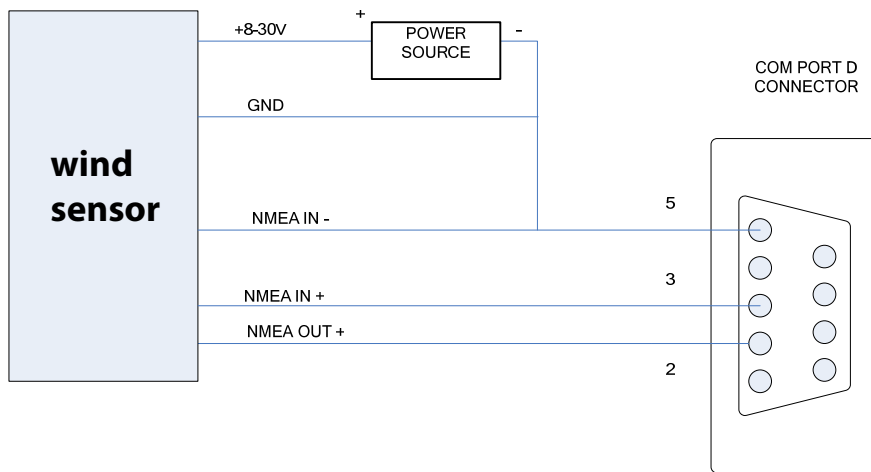 +8-30V
+
POWER
SOURCE
-
COM PORT D
CONNECTOR
GND
wind
sensor
NMEA IN -
5
NMEA IN +
3
NMEA OUT +
2